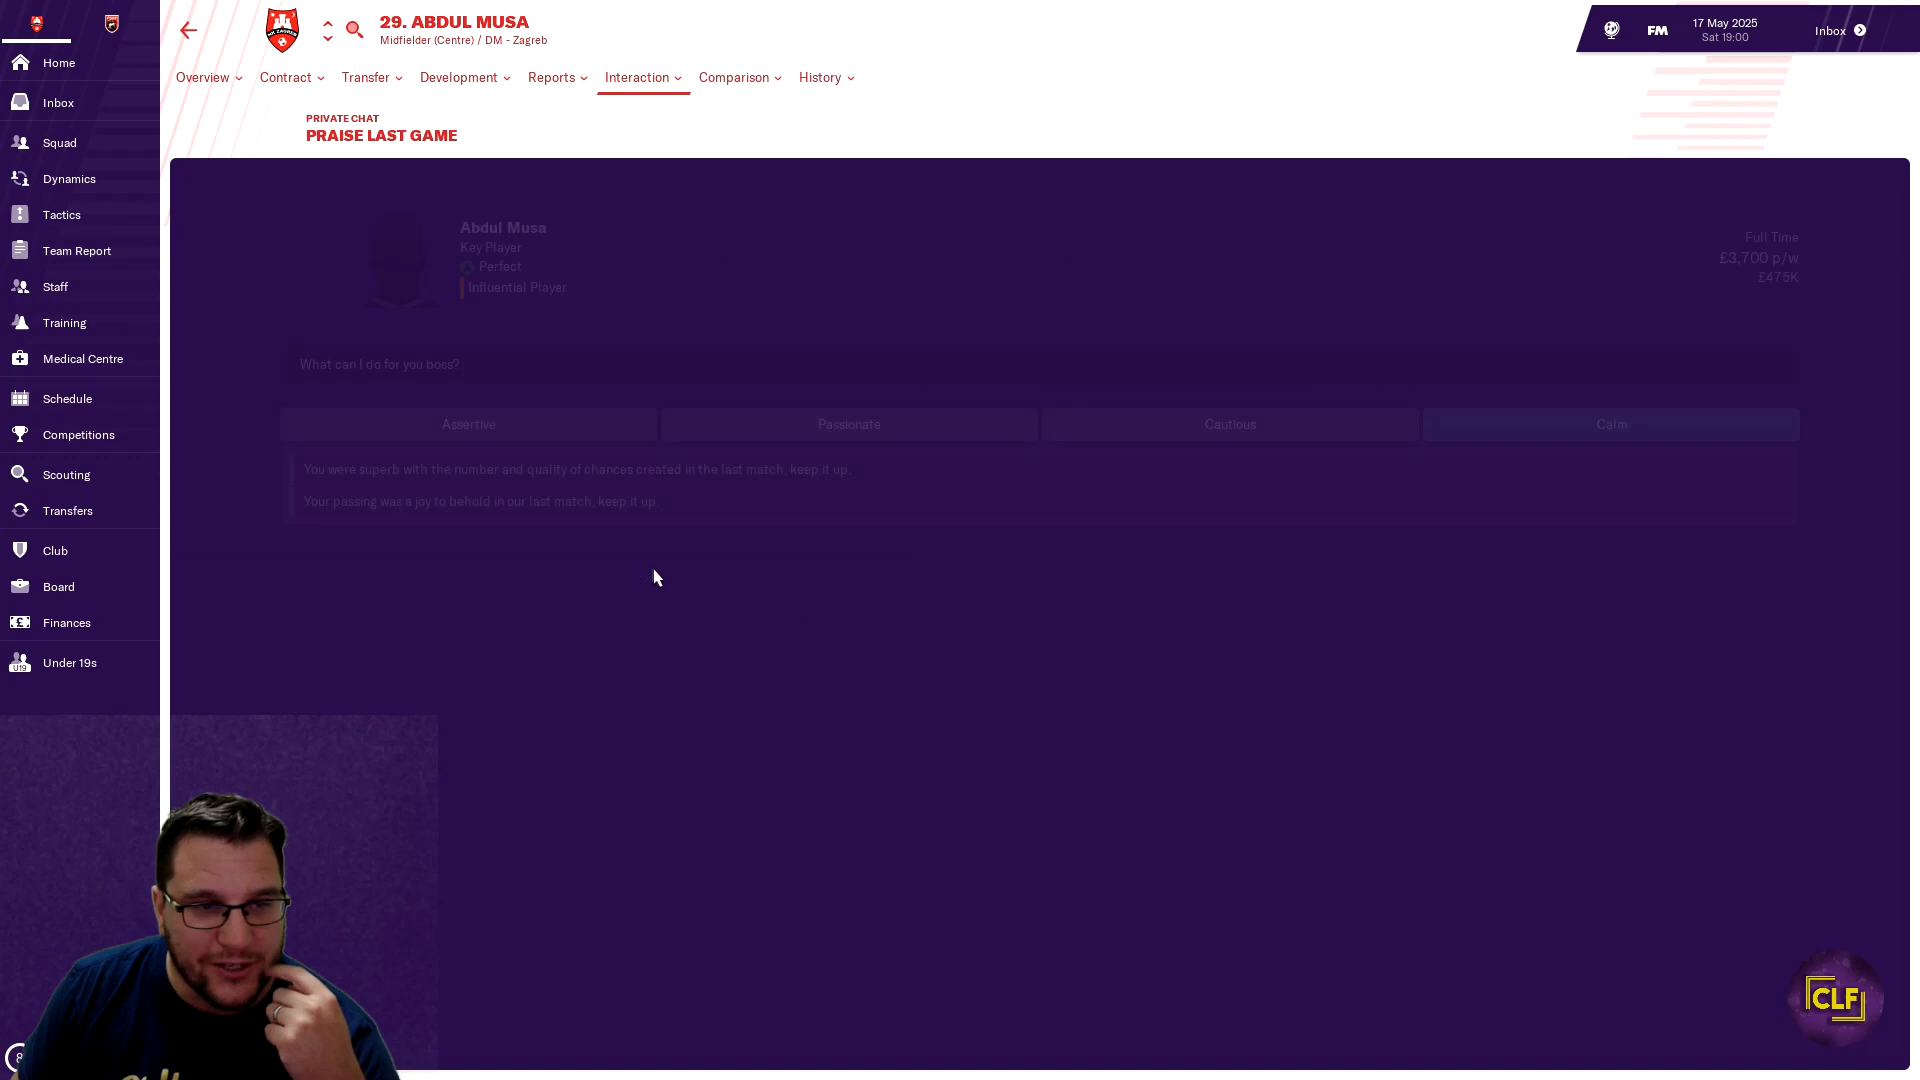 29. ABDUL MUSA
Midfielder (Centre) / DM - Zagreb
FM
17 May 2025
Sat 19:00
Inbox
Home
Inbox
Squad
Dynamics
Tactics
Team Report
Staff
Training
Medical Centre
Schedule
Competitions
Scouting
Transfers
Club
Board
Finances
U19
Under 19s
Overview
Contract
Transfer
Development
Reports
Interaction
Comparison
History
PRIVATE CHAT
PRAISE LAST GAME
Abdul Musa
Key Player
Perfect
Influential Player
Full Time
£3,700 p/w
£475K
What can I do for you boss?
Assertive
Passionate
Cautious
Calm
You were superb with the number and quality of chances created in the last match, keep it up.
Your passing was a joy to behold in our last match, keep it up.
CLF